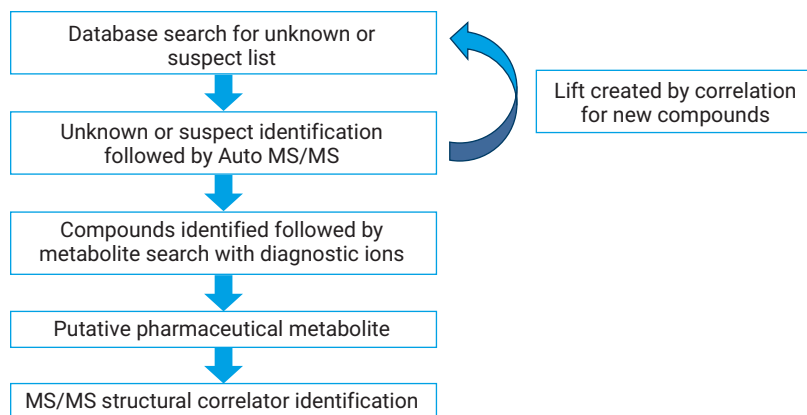 Database search for unknown or
suspect list
Lift created by correlation
for new compounds
Unknown or suspect identification
followed by Auto MS/MS
Compounds identified followed by
metabolite search with diagnostic ions
Putative pharmaceutical metabolite
MS/MS structural correlator identification